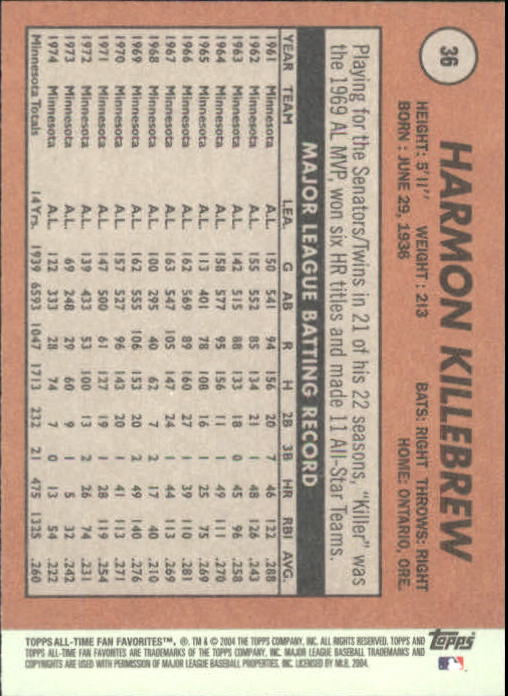 36
HARMON KILLEBREW
HEIGHT: 5'11" WEIGHT: 213 BATS: RIGHT THROWS: RIGHT
BORN: JUNE 29, 1936 HOME: ONTARIO, ORE.
Playing for the Senators/Twins in 21 of his 22 seasons, "Killer" was
the 1969 AL MVP, won six HR titles and made 11 All-Star Teams.
MAJOR LEAGUE BATTING RECORD
YEAR TEAM LEA. G AB R H 2B 3B HR RBI AVG.
1961 Minnesota A.L. 150 541 94 156 20 7 46 122 .288
1962 Minnesota A.L. 155 552 85 134 21 1 48 126 .243
1963 Minnesota A.L. 142 515 88 133 18 0 45 96 .258
1964 Minnesota A.L. 158 577 95 156 11 1 49 111 .270
1965 Minnesota A.L. 113 401 78 108 16 1 25 75 .269
1966 Minnesota A.L. 162 569 89 160 27 1 39 110 .281
1967 Minnesota A.L. 163 547 105 147 24 1 44 113 .269
1968 Minnesota A.L. 100 295 40 62 7 2 17 40 .210
1969 Minnesota A.L. 162 555 106 153 20 2 49 140 .276
1970 Minnesota A.L. 157 527 96 143 20 1 41 113 .271
1971 Minnesota A.L. 147 500 61 127 19 1 28 119 .254
1972 Minnesota A.L. 139 433 53 100 13 2 26 74 .231
1973 Minnesota A.L. 69 248 29 60 9 1 5 32 .242
1974 Minnesota A.L. 122 333 28 74 7 0 13 54 .222
Minnesota Totals 14 Yrs. 1939 6593 1047 1713 232 21 475 1325 .260
Topps
TOPPS ALL-TIME FAN FAVORITES™, ®, TM & © 2004 THE TOPPS COMPANY, INC. ALL RIGHTS RESERVED. TOPPS AND
TOPPS ALL-TIME FAN FAVORITES ARE TRADEMARKS OF THE TOPPS COMPANY, INC. MAJOR LEAGUE BASEBALL TRADEMARKS AND
COPYRIGHTS ARE USED WITH PERMISSION OF MAJOR LEAGUE BASEBALL PROPERTIES, INC. LICENSED BY MLB, 2004.